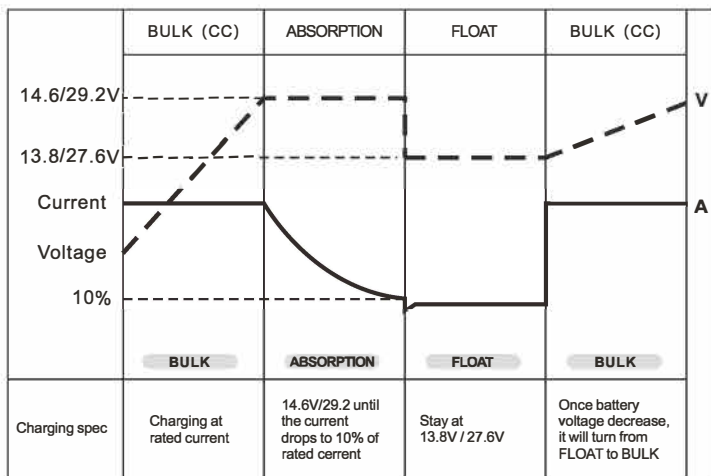 BULK (CC)
ABSORPTION
FLOAT
BULK (CC)
14.6/29.2V
13.8/27.6V
Current
Voltage
10%
V
A
BULK
ABSORPTION
FLOAT
BULK
Charging spec
Charging at
rated current
14.6V/29.2 until
the current
drops to 10% of
rated cerrent
Stay at
13.8V / 27.6V
Once battery
voltage decrease,
it will turn from
FLOAT to BULK